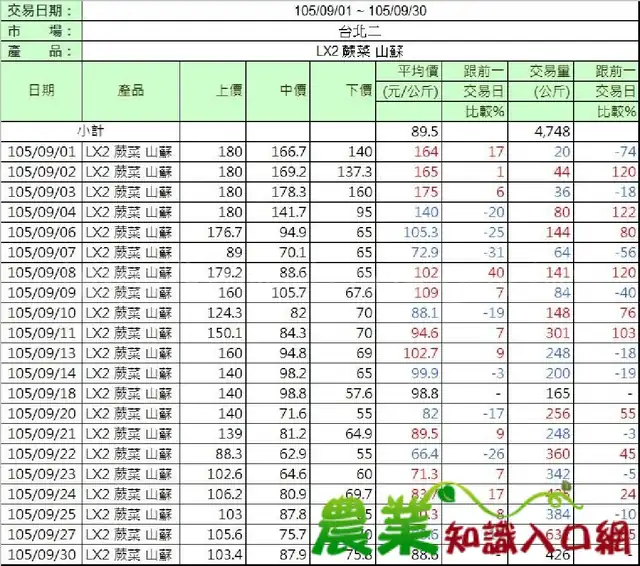 交易日期： 105/09/01 ~ 105/09/30
市　場： 台北二
產　品： LX2 蕨菜 山蘇
日期 產品 上價 中價 下價 平均價 (元/公斤) 跟前一 交易日 比較% 交易量 (公斤) 跟前一 交易日 比較%
小計 89.5 4,748
105/09/01 LX2 蕨菜 山蘇 180 166.7 140 164 17 20 -74
105/09/02 LX2 蕨菜 山蘇 180 169.2 137.3 165 1 44 120
105/09/03 LX2 蕨菜 山蘇 180 178.3 160 175 6 36 -18
105/09/04 LX2 蕨菜 山蘇 180 141.7 95 140 -20 80 122
105/09/06 LX2 蕨菜 山蘇 176.7 94.9 65 105.3 -25 144 80
105/09/07 LX2 蕨菜 山蘇 89 70.1 65 72.9 -31 64 -56
105/09/08 LX2 蕨菜 山蘇 179.2 88.6 65 102 40 141 120
105/09/09 LX2 蕨菜 山蘇 160 105.7 67.6 109 7 84 -40
105/09/10 LX2 蕨菜 山蘇 124.3 82 70 88.1 -19 148 76
105/09/11 LX2 蕨菜 山蘇 150.1 84.3 70 94.6 7 301 103
105/09/13 LX2 蕨菜 山蘇 160 94.8 69 102.7 9 248 -18
105/09/14 LX2 蕨菜 山蘇 140 98.2 65 99.9 -3 200 -19
105/09/18 LX2 蕨菜 山蘇 140 98.8 57.6 98.8 - 165 -
105/09/20 LX2 蕨菜 山蘇 140 71.6 55 82 -17 256 55
105/09/21 LX2 蕨菜 山蘇 139 81.2 64.9 89.5 9 248 -3
105/09/22 LX2 蕨菜 山蘇 88.3 62.9 55 66.4 -26 360 45
105/09/23 LX2 蕨菜 山蘇 102.6 64.6 60 71.3 7 342 -5
105/09/24 LX2 蕨菜 山蘇 106.2 80.9 69.7 17 24
105/09/25 LX2 蕨菜 山蘇 103 87.8 8 384 -10
105/09/27 LX2 蕨菜 山蘇 105.6 75.7
105/09/30 LX2 蕨菜 山蘇 103.4 87.9 75.8 88.8 - 426 -
農業知識入口網